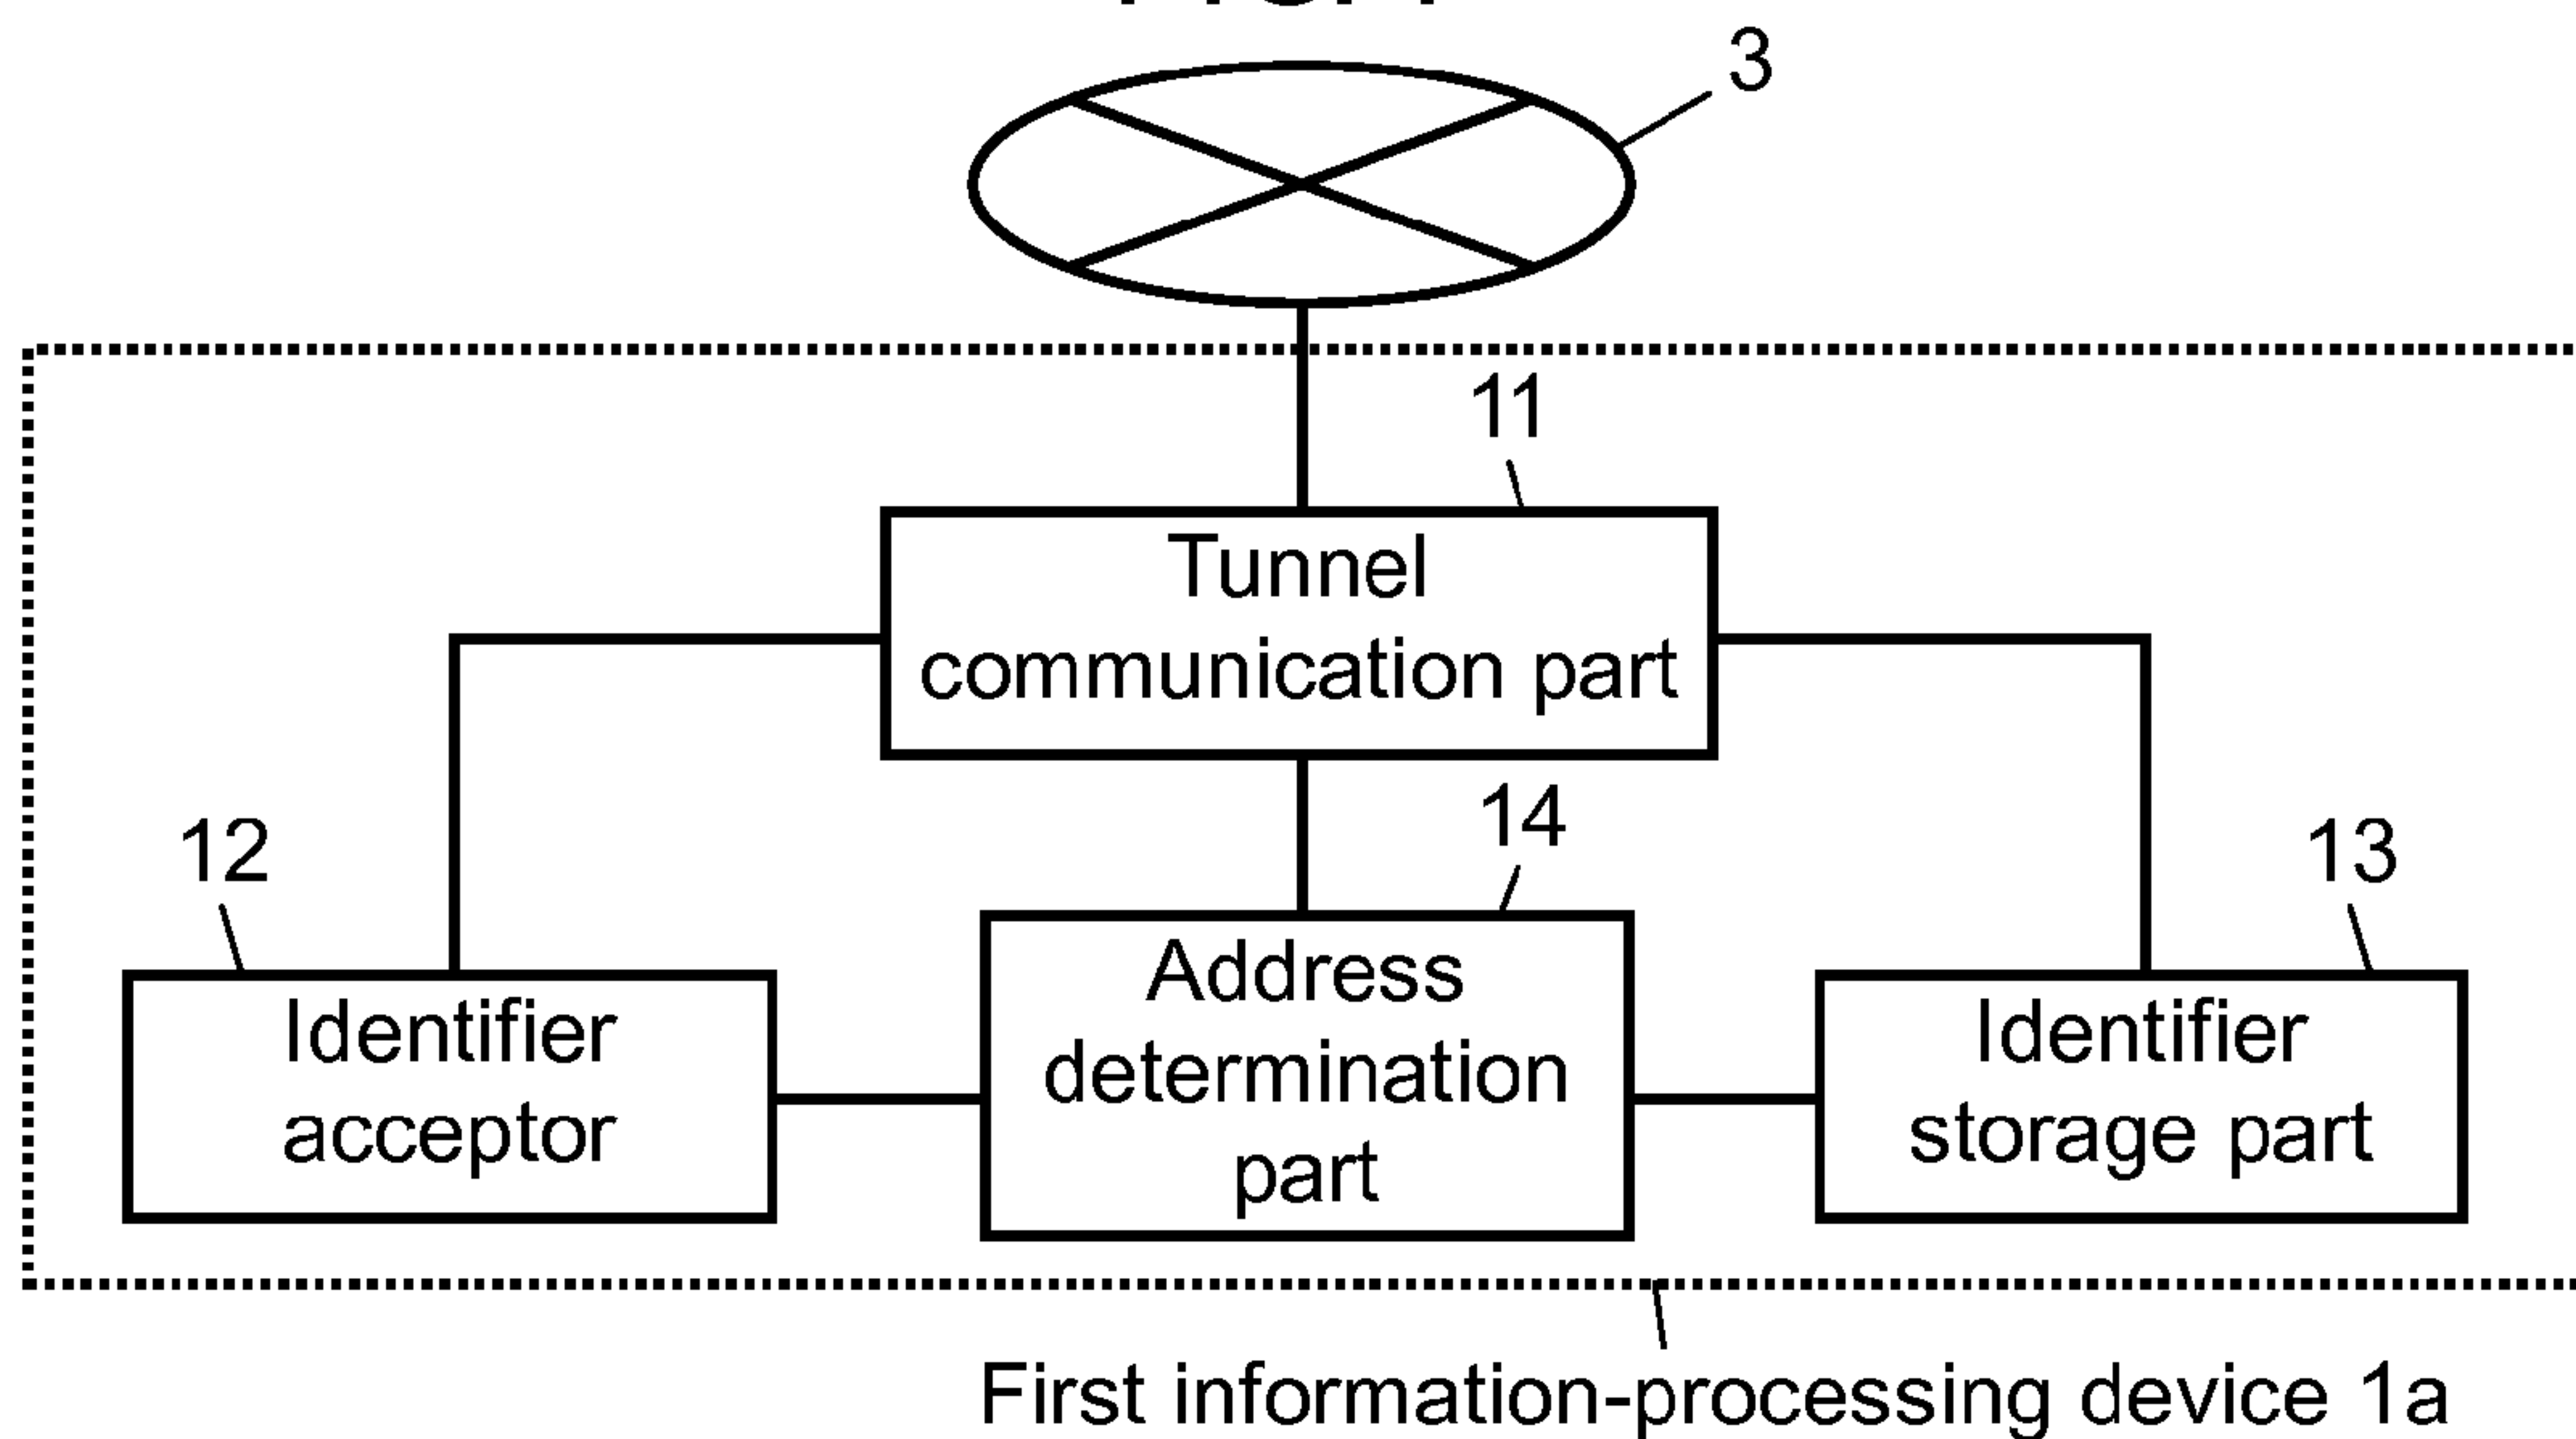 3
11
Tunnel
communication part
14
12
13
Address
determination
part
Identifier
acceptor
Identifier
storage part
First information-processing device 1a